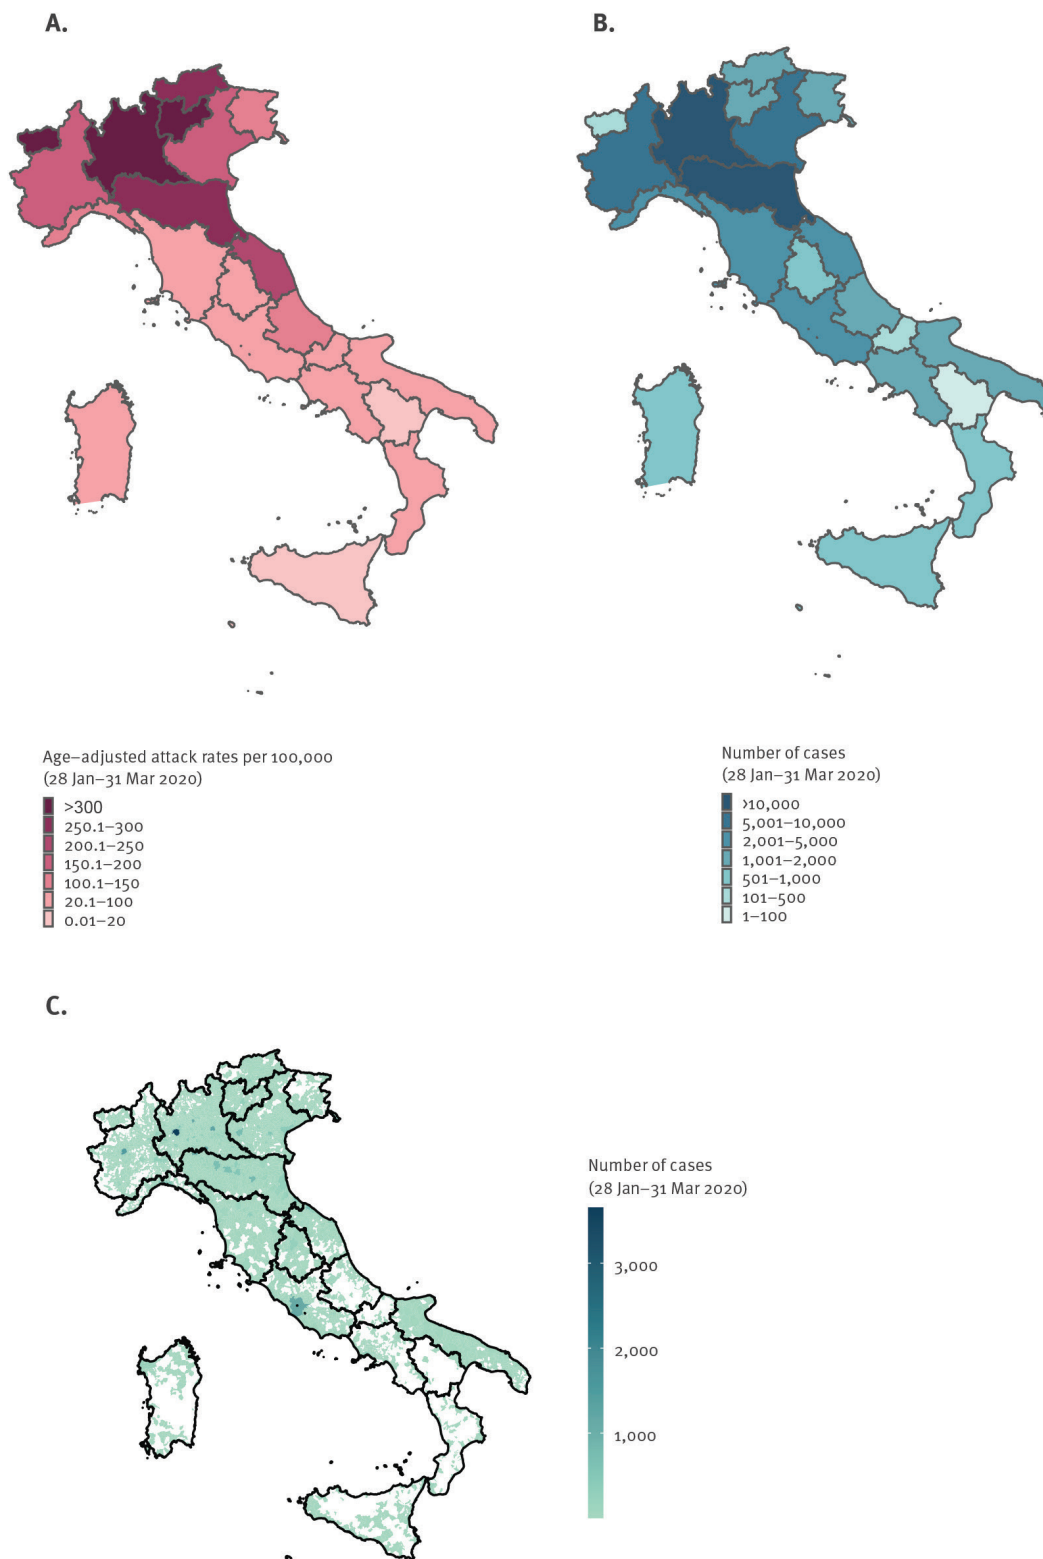 A.
B.
Age–adjusted attack rates per 100,000
(28 Jan–31 Mar 2020)
>300
250.1–300
200.1–250
150.1–200
100.1–150
20.1–100
0.01–20
Number of cases
(28 Jan–31 Mar 2020)
>10,000
5,001–10,000
2,001–5,000
1,001–2,000
501–1,000
101–500
1–100
C.
Number of cases
(28 Jan–31 Mar 2020)
3,000
2,000
1,000